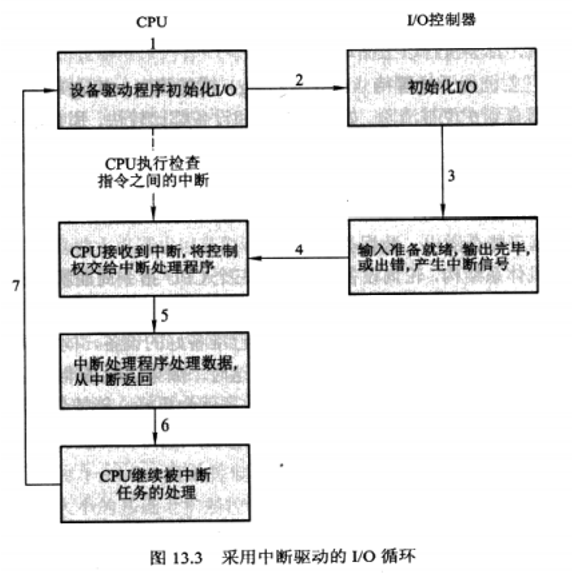 CPU
I/O控制器
1
设备驱动程序初始化I/O
2
初始化I/O
CPU执行检查
指令之间的中断
3
CPU接收到中断,将控制
权交给中断处理程序
4
输入准备就绪,输出完毕,
或出错,产生中断信号
7
5
中断处理程序处理数据,
从中断返回
6
CPU继续被中断
任务的处理
图 13.3 采用中断驱动的 I/O 循环